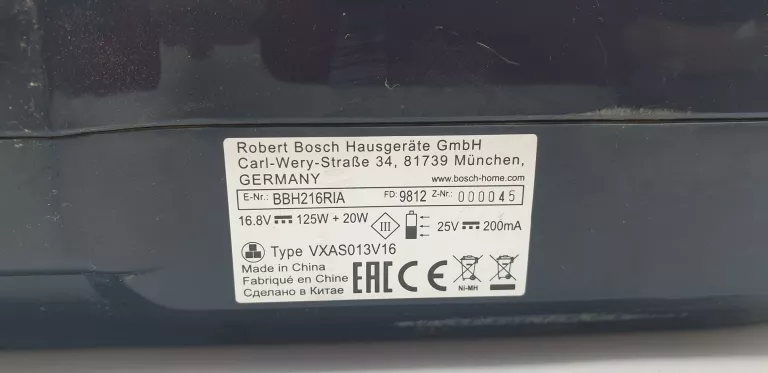 Robert Bosch Hausgeräte GmbH
Carl-Wery-Straße 34, 81739 München,
GERMANY
www.bosch-home.com
E-Nr.: BBH216RIA FD: 9812 Z-Nr.: 000045
16.8V 125W + 20W III 25V 200mA
Type VXAS013V16
Made in China
Fabriqué en Chine
Сделано в Китае
EAC CE
Ni-MH